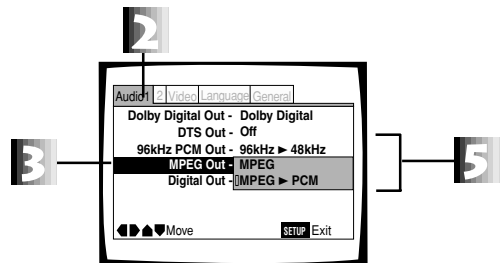 2
Audio1 2 Video Language General
Dolby Digital Out - Dolby Digital
DTS Out - Off
96kHz PCM Out - 96kHz ► 48kHz
3
MPEG Out - MPEG
5
Digital Out - MPEG ► PCM
Move SETUP Exit